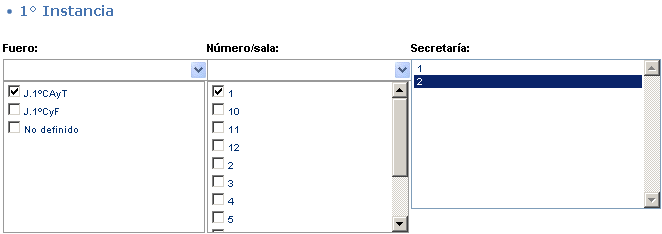 • 1º Instancia
Fuero: Número/sala: Secretaría:
J.1ºCAyT
J.1ºCyF
No definido
1
10
11
12
2
3
4
5
1
2